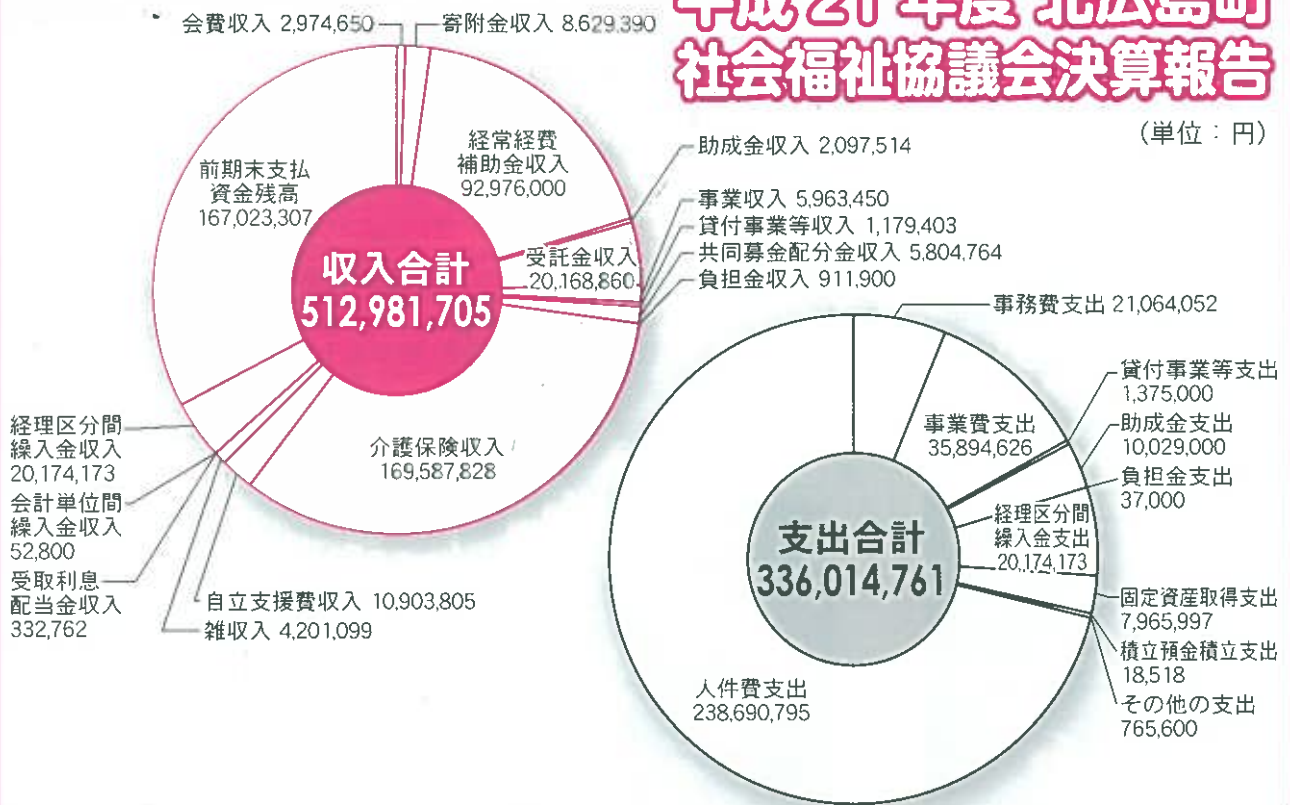 平成21年度 北広島町
社会福祉協議会決算報告
(単位：円)
会費収入 2,974,650
寄附金収入 8.629.390
経常経費
補助金収入
92,976,000
助成金収入 2,097,514
受託金収入
20,168,860
事業収入 5,963,450
貸付事業等収入 1,179,403
共同募金配分金収入 5,804,764
負担金収入 911,900
介護保険収入
169,587,828
自立支援費収入 10,903,805
雑収入 4,201,099
受取利息
配当金収入
332,762
会計単位間
繰入金収入
52,800
経理区分間
繰入金収入
20,174,173
前期末支払
資金残高
167,023,307
収入合計
512,981,705
事務費支出 21,064,052
事業費支出
35,894,626
貸付事業等支出
1,375,000
助成金支出
10,029,000
負担金支出
37,000
経理区分間
繰入金支出
20,174,173
固定資産取得支出
7,965,997
積立預金積立支出
18,518
その他の支出
765,600
人件費支出
238,690,795
支出合計
336,014,761